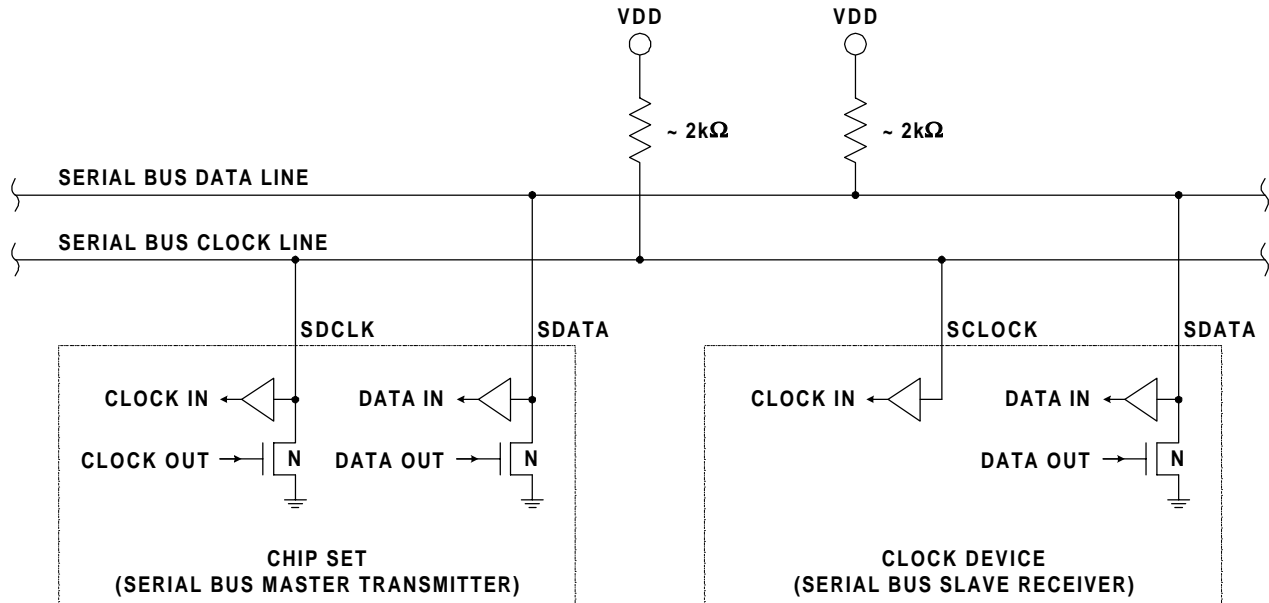 VDD VDD
~ 2kΩ ~ 2kΩ
SERIAL BUS DATA LINE
SERIAL BUS CLOCK LINE
SDCLK SDATA SCLOCK SDATA
CLOCK IN DATA IN CLOCK IN DATA IN
CLOCK OUT N DATA OUT N DATA OUT N
CHIP SET
(SERIAL BUS MASTER TRANSMITTER)
CLOCK DEVICE
(SERIAL BUS SLAVE RECEIVER)